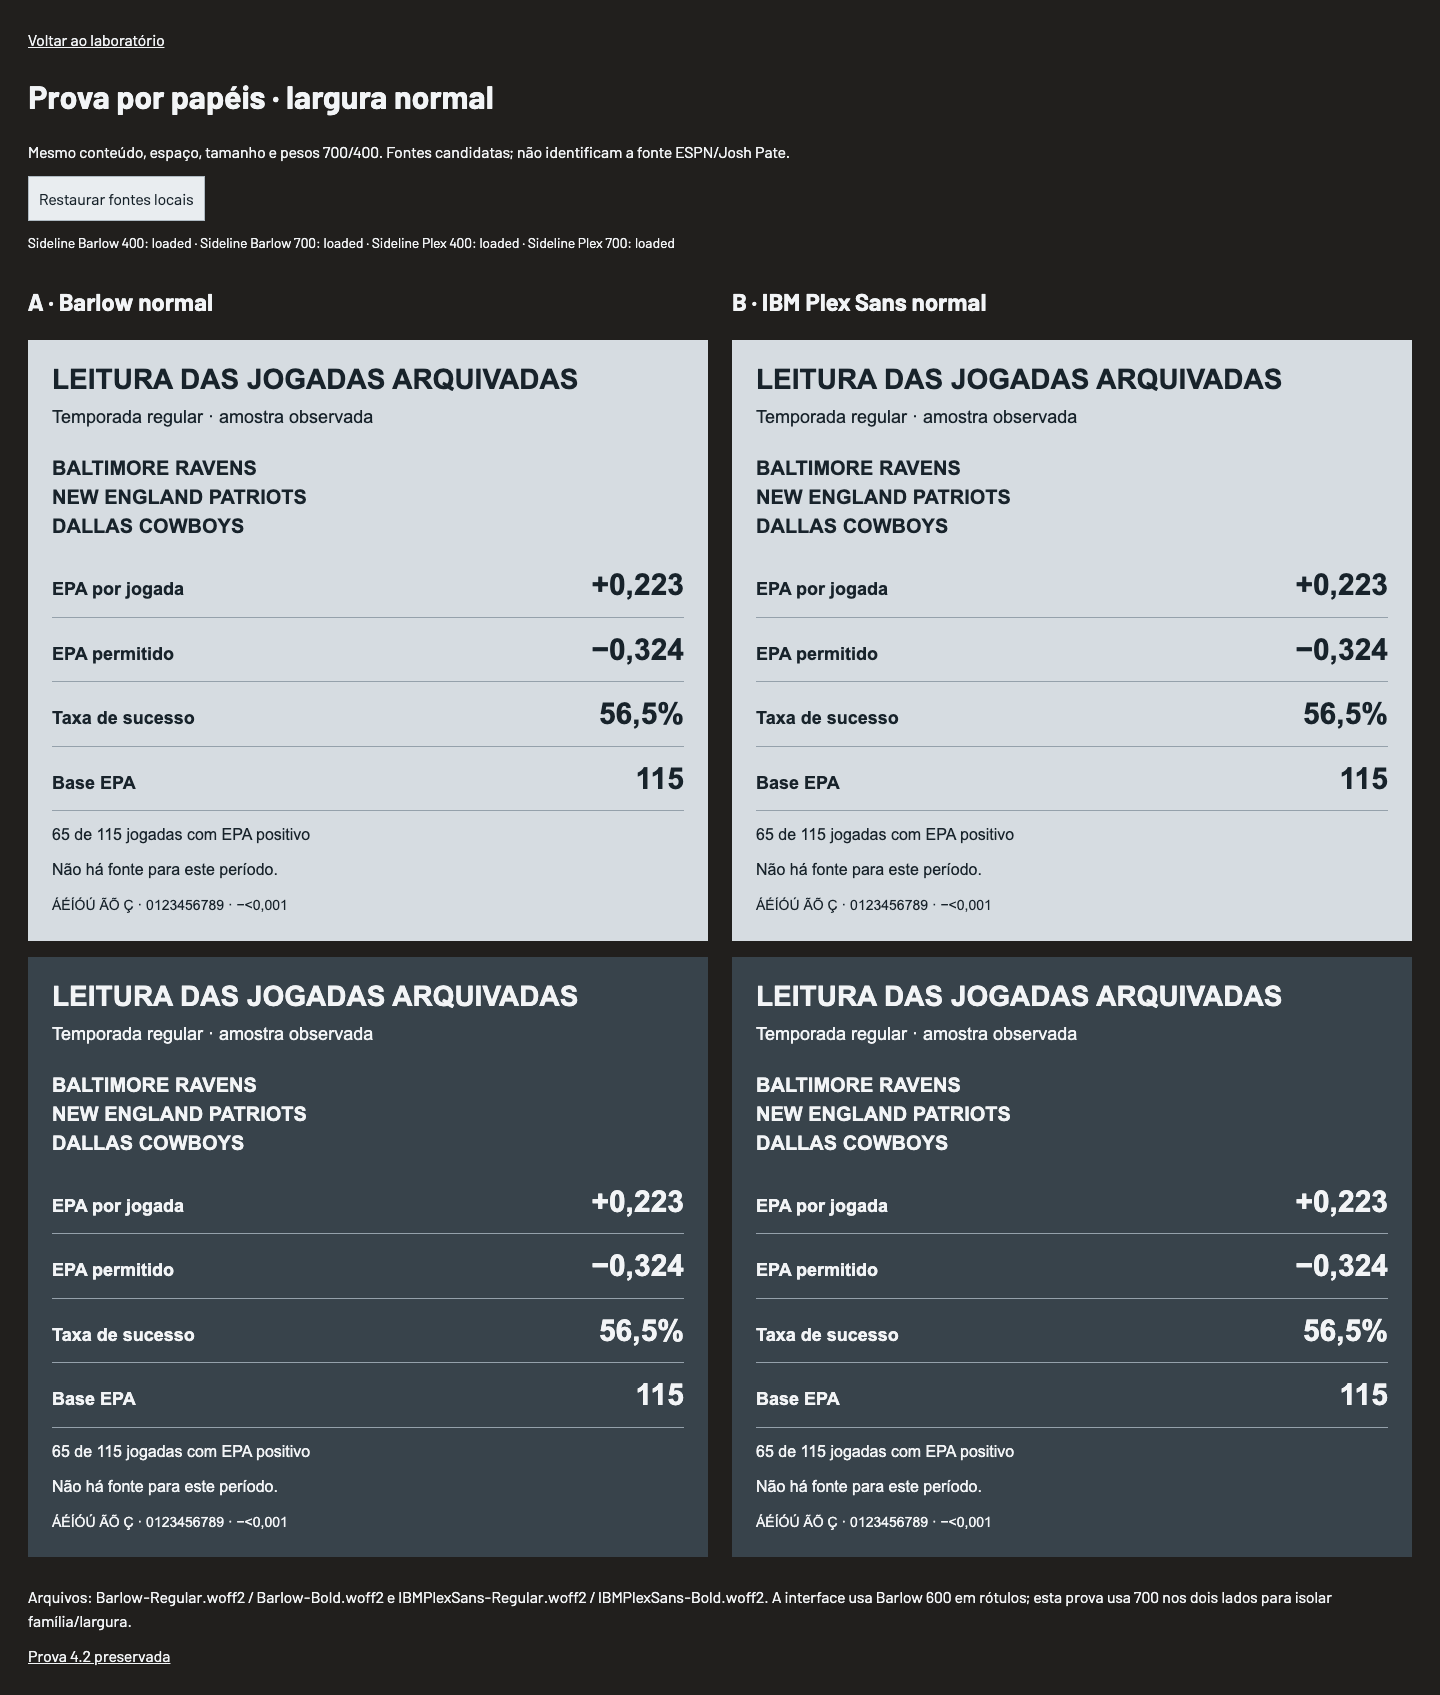 Voltar ao laboratório
Prova por papéis · largura normal
Mesmo conteúdo, espaço, tamanho e pesos 700/400. Fontes candidatas; não identificam a fonte ESPN/Josh Pate.
Restaurar fontes locais
Sideline Barlow 400: loaded · Sideline Barlow 700: loaded · Sideline Plex 400: loaded · Sideline Plex 700: loaded
A · Barlow normal
LEITURA DAS JOGADAS ARQUIVADAS
Temporada regular · amostra observada
BALTIMORE RAVENS
NEW ENGLAND PATRIOTS
DALLAS COWBOYS
EPA por jogada +0,223
EPA permitido −0,324
Taxa de sucesso 56,5%
Base EPA 115
65 de 115 jogadas com EPA positivo
Não há fonte para este período.
ÁÉÍÓÚ ÃÕ Ç · 0123456789 · −<0,001
LEITURA DAS JOGADAS ARQUIVADAS
Temporada regular · amostra observada
BALTIMORE RAVENS
NEW ENGLAND PATRIOTS
DALLAS COWBOYS
EPA por jogada +0,223
EPA permitido −0,324
Taxa de sucesso 56,5%
Base EPA 115
65 de 115 jogadas com EPA positivo
Não há fonte para este período.
ÁÉÍÓÚ ÃÕ Ç · 0123456789 · −<0,001
B · IBM Plex Sans normal
LEITURA DAS JOGADAS ARQUIVADAS
Temporada regular · amostra observada
BALTIMORE RAVENS
NEW ENGLAND PATRIOTS
DALLAS COWBOYS
EPA por jogada +0,223
EPA permitido −0,324
Taxa de sucesso 56,5%
Base EPA 115
65 de 115 jogadas com EPA positivo
Não há fonte para este período.
ÁÉÍÓÚ ÃÕ Ç · 0123456789 · −<0,001
LEITURA DAS JOGADAS ARQUIVADAS
Temporada regular · amostra observada
BALTIMORE RAVENS
NEW ENGLAND PATRIOTS
DALLAS COWBOYS
EPA por jogada +0,223
EPA permitido −0,324
Taxa de sucesso 56,5%
Base EPA 115
65 de 115 jogadas com EPA positivo
Não há fonte para este período.
ÁÉÍÓÚ ÃÕ Ç · 0123456789 · −<0,001
Arquivos: Barlow-Regular.woff2 / Barlow-Bold.woff2 e IBMPlexSans-Regular.woff2 / IBMPlexSans-Bold.woff2. A interface usa Barlow 600 em rótulos; esta prova usa 700 nos dois lados para isolar
família/largura.
Prova 4.2 preservada